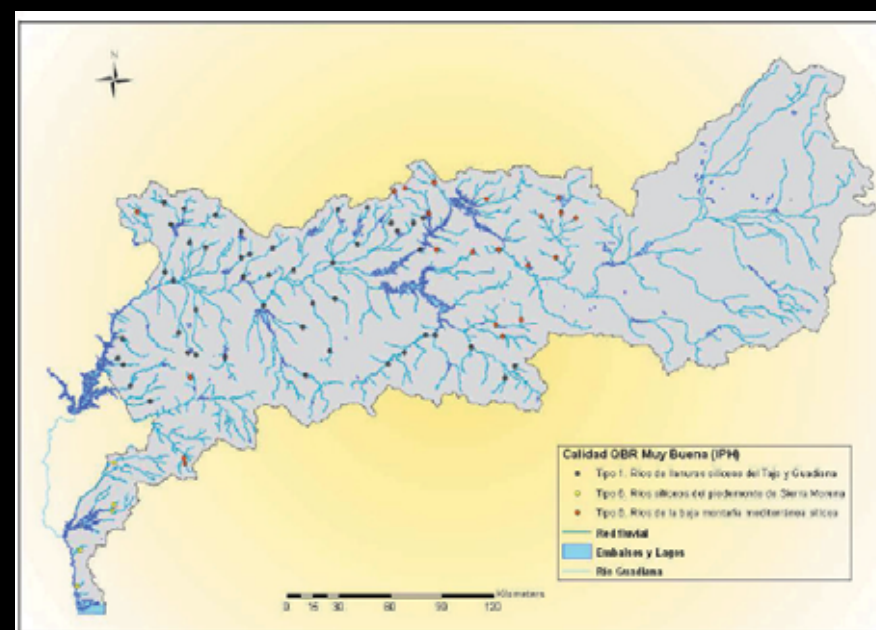 N
Calidad QBR Muy Buena (IPH)
Tipo 1, Ríos de llanuras silíceas del Tajo y Guadiana
Tipo 6, Ríos silíceos del piedemonte de Sierra Morena
Tipo 8, Ríos de la baja montaña mediterránea silícea
Red fluvial
Embalses y Lagos
Río Guadiana
Kilometers
0 15 30 60 90 120